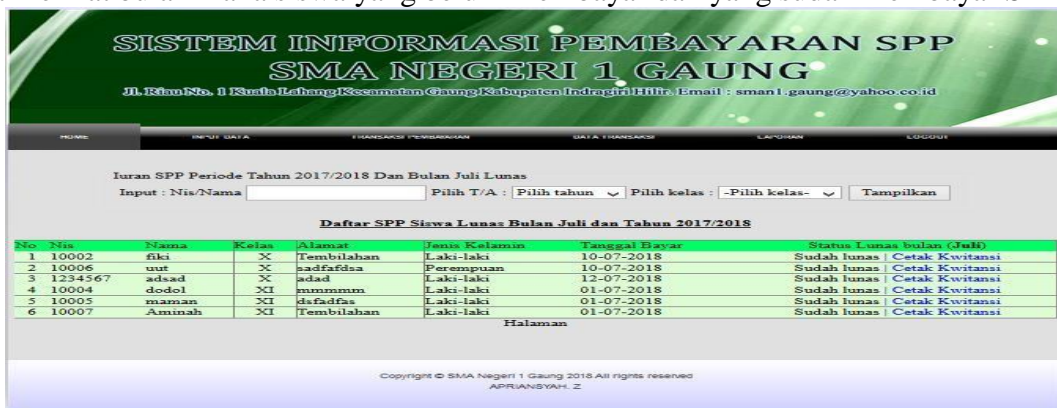 SISTEM INFORMASI PEMBAYARAN SPP
SMA NEGERI 1 GAUNG
Jl. Riau No. 1 Kuala Lahang Kecamatan Gaung Kabupaten Indragiri Hilir. Email : sman1.gaung@yahoo.co.id
HOME INPUT DATA TRANSAKSI PEMBAYARAN DATA TRANSAKSI LAPORAN LOGOUT
Iuran SPP Periode Tahun 2017/2018 Dan Bulan Juli Lunas
Input : Nis/Nama Pilih T/A : Pilih tahun Pilih kelas : -Pilih kelas- Tampilkan
Daftar SPP Siswa Lunas Bulan Juli dan Tahun 2017/2018
No Nis Nama Kelas Alamat Jenis Kelamin Tanggal Bayar Status Lunas bulan (Juli)
1 10002 fiki X Tembilahan Laki-laki 10-07-2018 Sudah lunas | Cetak Kwitansi
2 10006 uut X sadfafdsa Perempuan 10-07-2018 Sudah lunas | Cetak Kwitansi
3 1234567 adsad X adad Laki-laki 12-07-2018 Sudah lunas | Cetak Kwitansi
4 10004 dodol XI mmmmm Laki-laki 01-07-2018 Sudah lunas | Cetak Kwitansi
5 10005 maman XI dsfadfas Laki-laki 01-07-2018 Sudah lunas | Cetak Kwitansi
6 10007 Aminah XI Tembilahan Laki-laki 01-07-2018 Sudah lunas | Cetak Kwitansi
Halaman
Copyright © SMA Negeri 1 Gaung 2018 All rights reserved
APRIANSYAH. Z